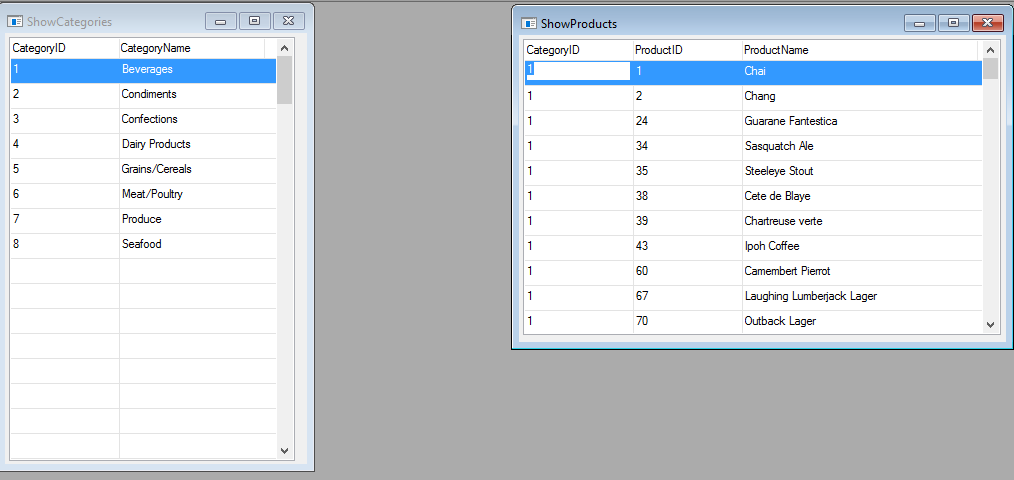 ShowCategories
CategoryID CategoryName
1 Beverages
2 Condiments
3 Confections
4 Dairy Products
5 Grains/Cereals
6 Meat/Poultry
7 Produce
8 Seafood
ShowProducts
CategoryID ProductID ProductName
1 1 Chai
1 2 Chang
1 24 Guarane Fantestica
1 34 Sasquatch Ale
1 35 Steeleye Stout
1 38 Cete de Blaye
1 39 Chartreuse verte
1 43 Ipoh Coffee
1 60 Camembert Pierrot
1 67 Laughing Lumberjack Lager
1 70 Outback Lager